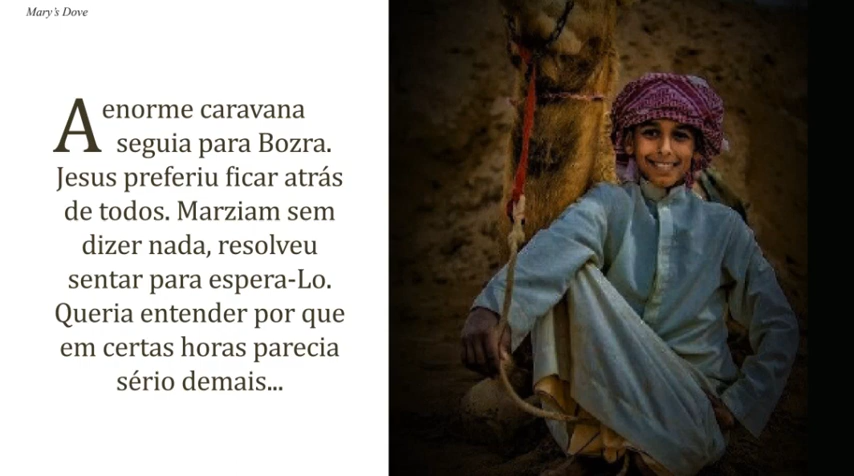 Mary's Dove
A enorme caravana
seguia para Bozra.
Jesus preferiu ficar atrás
de todos. Marziam sem
dizer nada, resolveu
sentar para espera-Lo.
Queria entender por que
em certas horas parecia
sério demais...